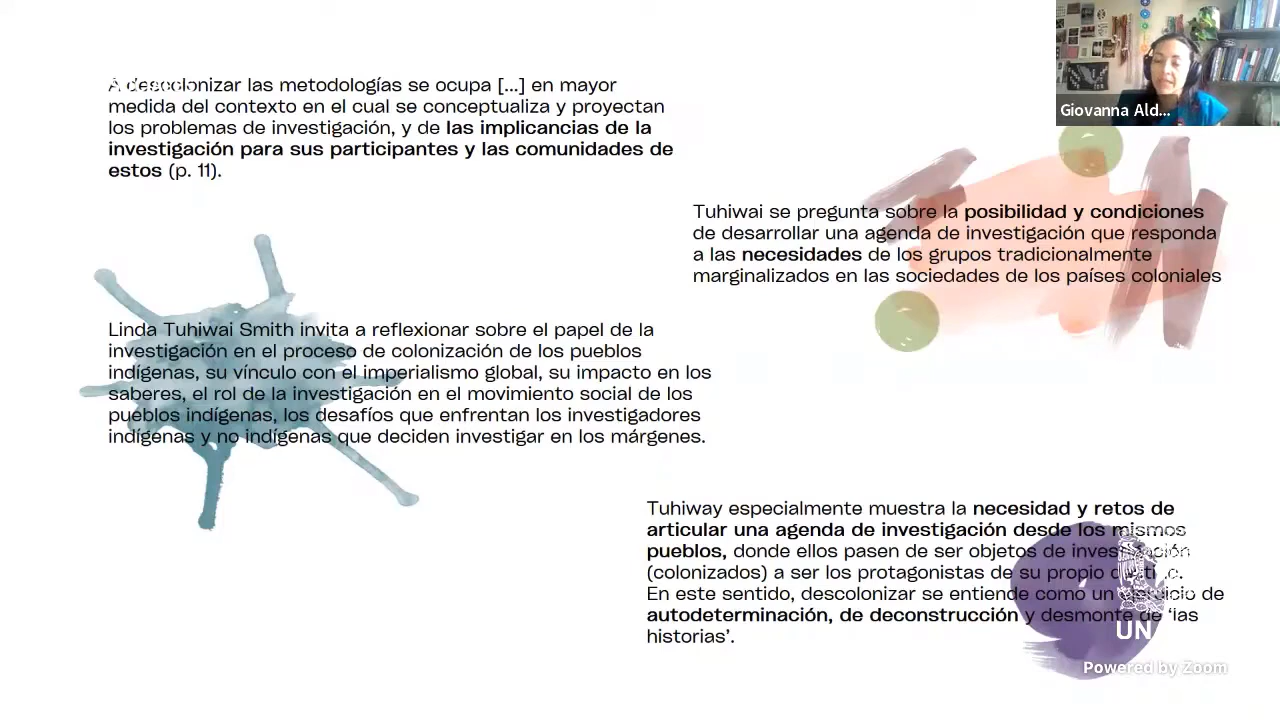 Giovanna Ald...
las metodologías se ocupa [...] en mayor
medida del contexto en el cual se conceptualiza y proyectan
los problemas de investigación, y de las implicancias de la
investigación para sus participantes y las comunidades de
estos (p. 11).
Tuhiwai se pregunta sobre la posibilidad y condiciones
de desarrollar una agenda de investigación que responda
a las necesidades de los grupos tradicionalmente
marginalizados en las sociedades de los países coloniales
Linda Tuhiwai Smith invita a reflexionar sobre el papel de la
investigación en el proceso de colonización de los pueblos
indígenas, su vínculo con el imperialismo global, su impacto en los
saberes, el rol de la investigación en el movimiento social de los
pueblos indígenas, los desafíos que enfrentan los investigadores
indígenas y no indígenas que deciden investigar en los márgenes.
Tuhiway especialmente muestra la necesidad y retos de
articular una agenda de investigación desde los mismos
pueblos, donde ellos pasen de ser objetos de investigación
(colonizados) a ser los protagonistas de su propio
En este sentido, descolonizar se entiende como un de
autodeterminación, de deconstrucción y desmonte de ‘las
historias’.
Powered by Zoom